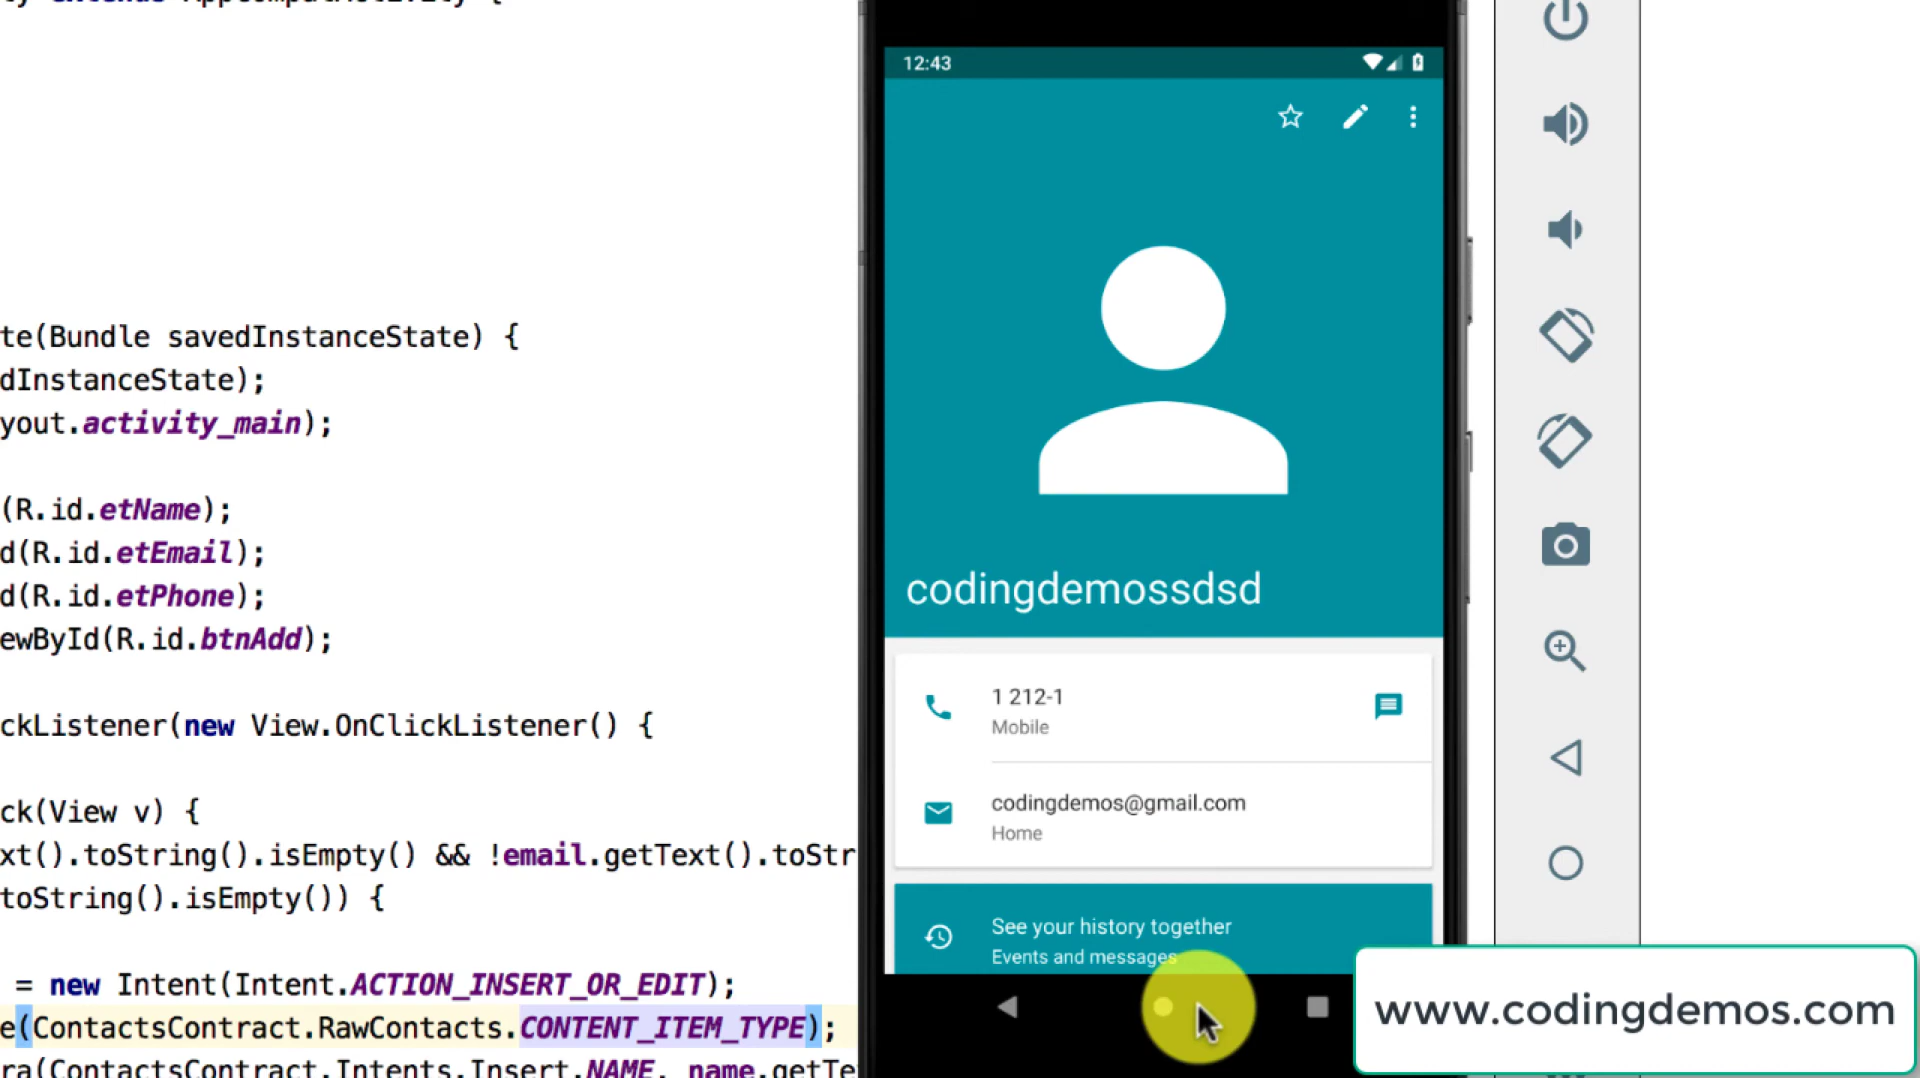 y extends AppCompatActivity {
te(Bundle savedInstanceState) {
dInstanceState);
yout.activity_main);
(R.id.etName);
d(R.id.etEmail);
d(R.id.etPhone);
ewById(R.id.btnAdd);
ckListener(new View.OnClickListener() {
ck(View v) {
xt().toString().isEmpty() && !email.getText().toStr
toString().isEmpty()) {
= new Intent(Intent.ACTION_INSERT_OR_EDIT);
e(ContactsContract.RawContacts.CONTENT_ITEM_TYPE);
ra(ContactsContract.Intents.Insert.NAME, name.getTe
12:43
codingdemossdsd
1 212-1
Mobile
codingdemos@gmail.com
Home
See your history together
Events and messages
www.codingdemos.com